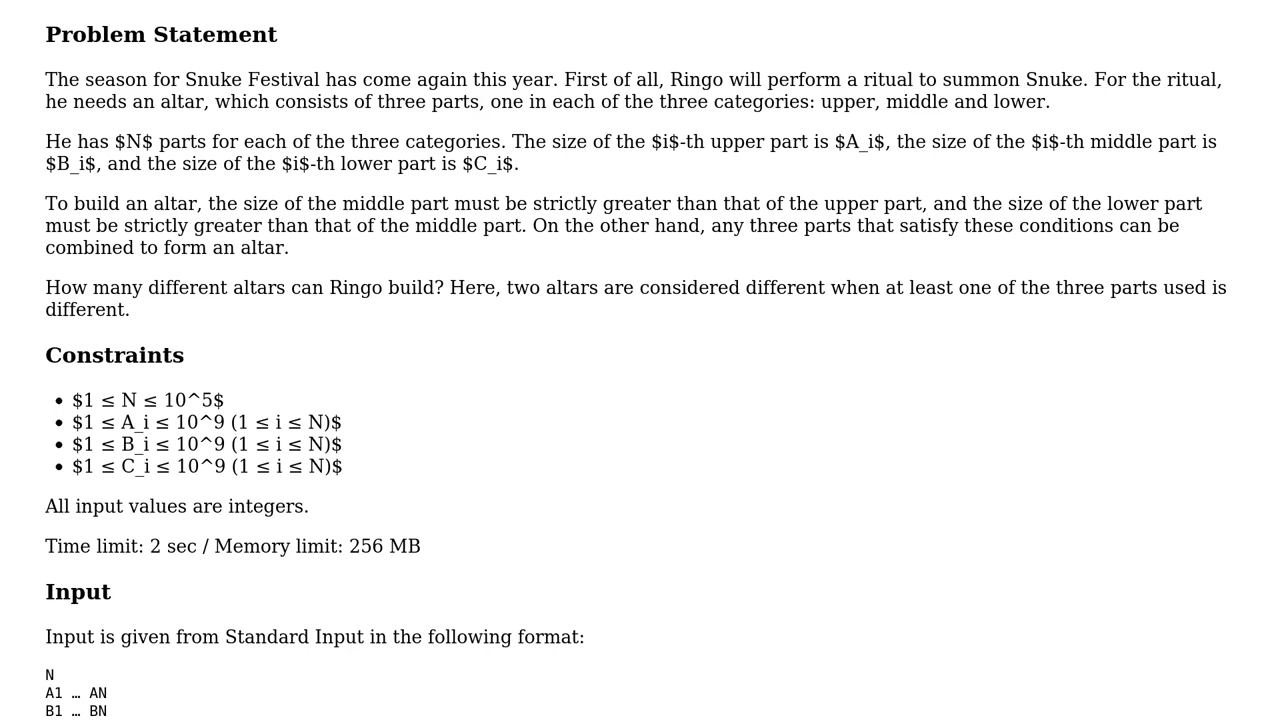 Problem Statement
The season for Snuke Festival has come again this year. First of all, Ringo will perform a ritual to summon Snuke. For the ritual,
he needs an altar, which consists of three parts, one in each of the three categories: upper, middle and lower.
He has $N$ parts for each of the three categories. The size of the $i$-th upper part is $A_i$, the size of the $i$-th middle part is
$B_i$, and the size of the $i$-th lower part is $C_i$.
To build an altar, the size of the middle part must be strictly greater than that of the upper part, and the size of the lower part
must be strictly greater than that of the middle part. On the other hand, any three parts that satisfy these conditions can be
combined to form an altar.
How many different altars can Ringo build? Here, two altars are considered different when at least one of the three parts used is
different.
Constraints
• $1 ≤ N ≤ 10^5$
• $1 ≤ A_i ≤ 10^9 (1 ≤ i ≤ N)$
• $1 ≤ B_i ≤ 10^9 (1 ≤ i ≤ N)$
• $1 ≤ C_i ≤ 10^9 (1 ≤ i ≤ N)$
All input values are integers.
Time limit: 2 sec / Memory limit: 256 MB
Input
Input is given from Standard Input in the following format:
N
A1 … AN
B1 … BN